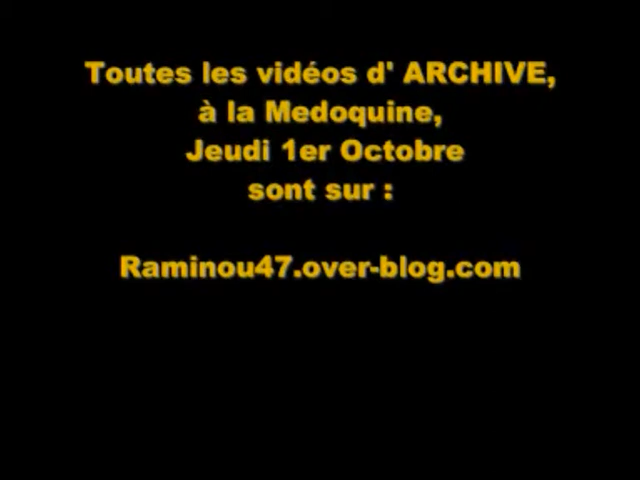 Toutes les vidéos d' ARCHIVE,
à la Medoquine,
Jeudi 1er Octobre
sont sur :
Raminou47.over-blog.com